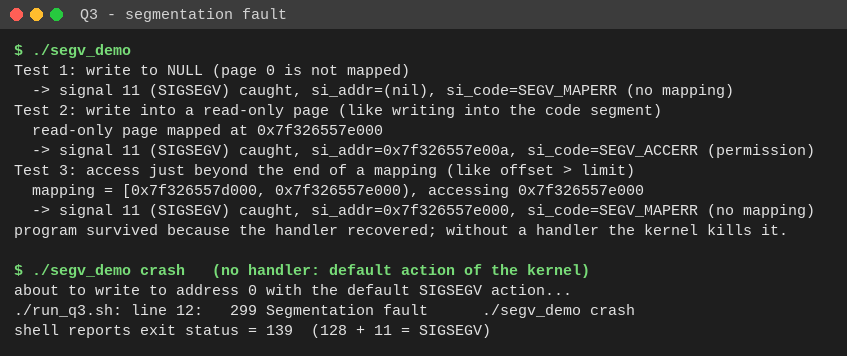 Q3 - segmentation fault
$ ./segv_demo
Test 1: write to NULL (page 0 is not mapped)
  -> signal 11 (SIGSEGV) caught, si_addr=(nil), si_code=SEGV_MAPERR (no mapping)
Test 2: write into a read-only page (like writing into the code segment)
  read-only page mapped at 0x7f326557e000
  -> signal 11 (SIGSEGV) caught, si_addr=0x7f326557e00a, si_code=SEGV_ACCERR (permission)
Test 3: access just beyond the end of a mapping (like offset > limit)
  mapping = [0x7f326557d000, 0x7f326557e000), accessing 0x7f326557e000
  -> signal 11 (SIGSEGV) caught, si_addr=0x7f326557e000, si_code=SEGV_MAPERR (no mapping)
program survived because the handler recovered; without a handler the kernel kills it.
$ ./segv_demo crash   (no handler: default action of the kernel)
about to write to address 0 with the default SIGSEGV action...
./run_q3.sh: line 12:   299 Segmentation fault      ./segv_demo crash
shell reports exit status = 139  (128 + 11 = SIGSEGV)